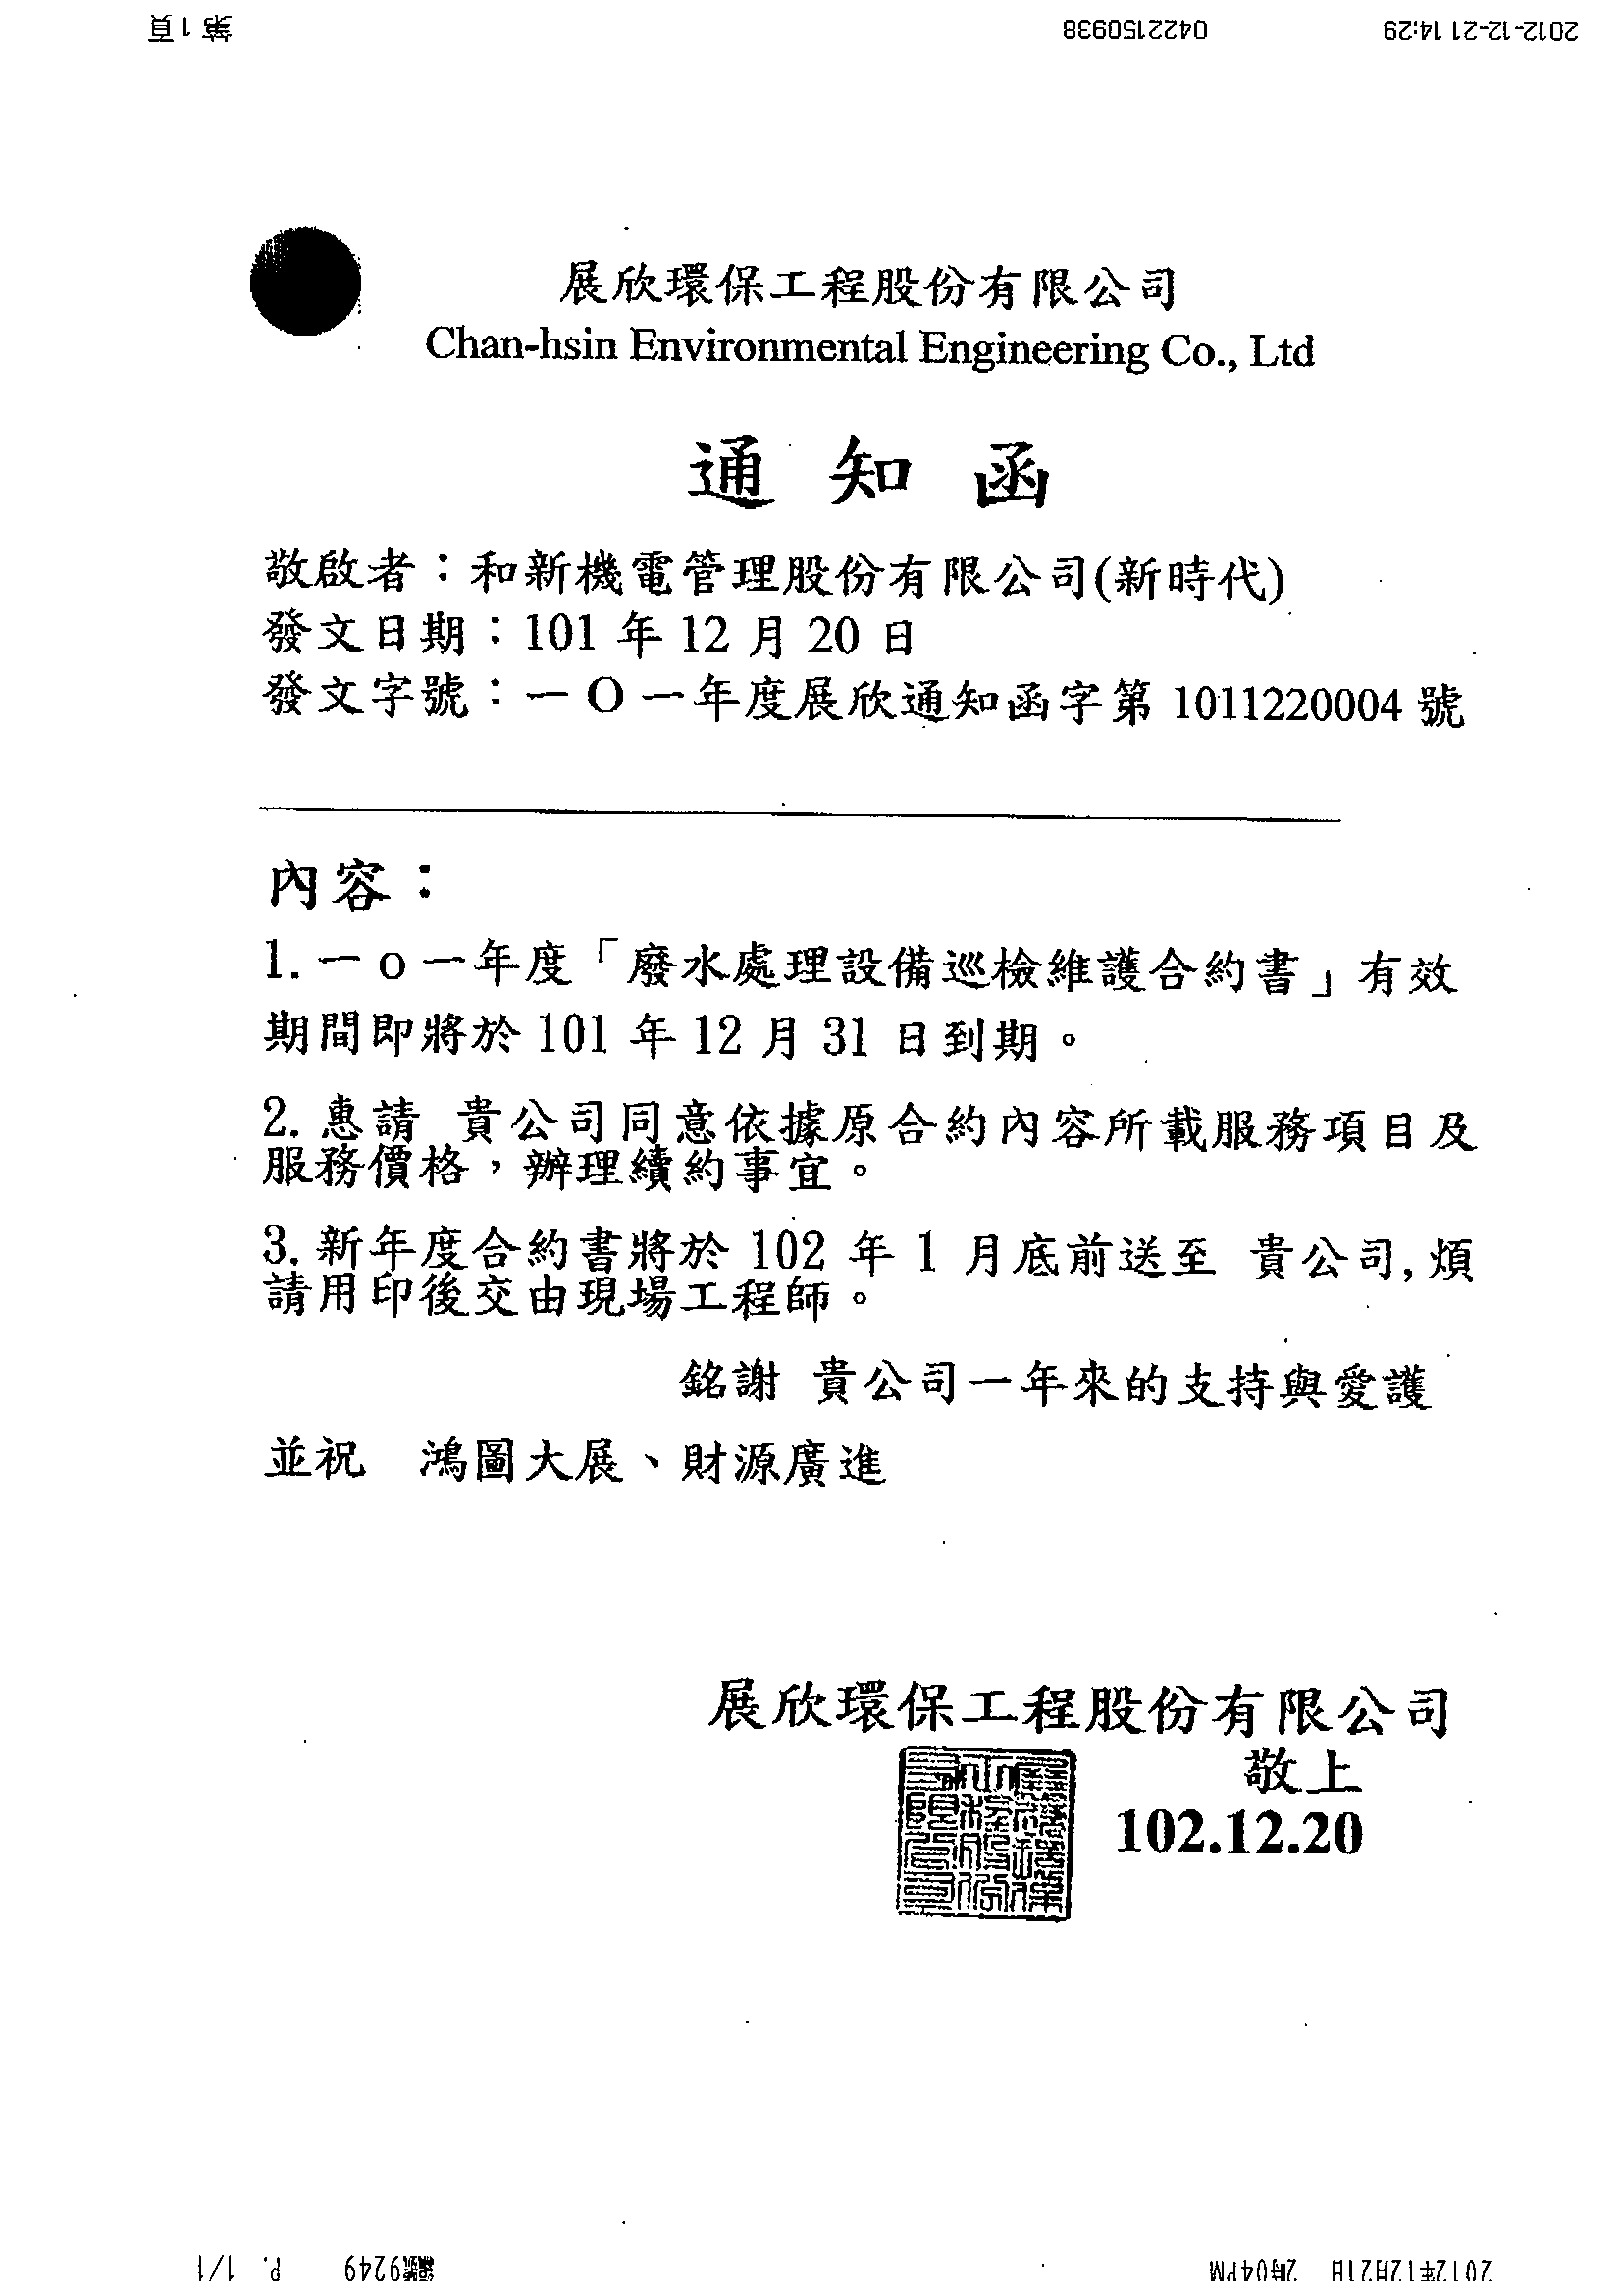 2012-12-21 14:29 0422150938 第1頁
展欣環保工程股份有限公司
Chan-hsin Environmental Engineering Co., Ltd
通知函
敬啟者：和新機電管理股份有限公司(新時代)
發文日期：101 年 12 月 20 日
發文字號：一O一年度展欣通知函字第 1011220004 號
內容：
1.一o一年度「廢水處理設備巡檢維護合約書」有效
期間即將於 101 年 12 月 31 日到期。
2.惠請 貴公司同意依據原合約內容所載服務項目及
服務價格，辦理續約事宜。
3.新年度合約書將於 102 年 1 月底前送至 貴公司,煩
請用印後交由現場工程師。
銘謝 貴公司一年來的支持與愛護
並祝 鴻圖大展、財源廣進
展欣環保工程股份有限公司
敬上
102.12.20
2012年12月21日 2時04PM 編號9249 P. 1/1